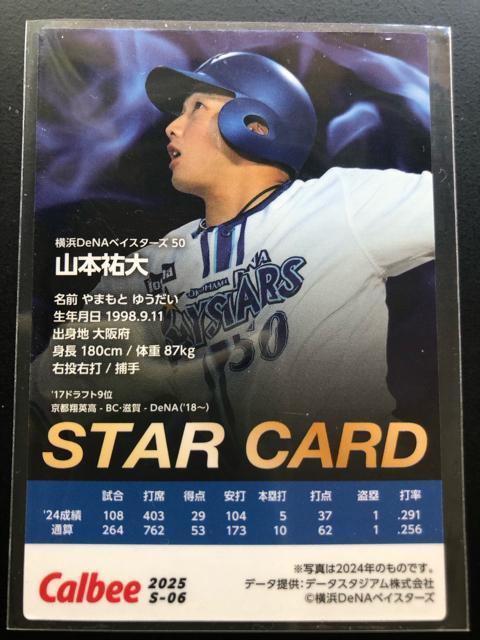 横浜DeNAベイスターズ 50
山本祐大
名前 やまもと ゆうだい
生年月日 1998.9.11
出身地 大阪府
身長 180cm / 体重 87kg
右投右打 / 捕手
'17ドラフト9位
京都翔英高 - BC・滋賀 - DeNA('18〜)
YOKOHAMA DeNA
BAYSTARS
50
STAR CARD
試合 打席 得点 安打 本塁打 打点 盗塁 打率
'24成績 108 403 29 104 5 37 1 .291
通算 264 762 53 173 10 62 1 .256
Calbee 2025
S-06
※写真は2024年のものです。
データ提供：データスタジアム株式会社
©横浜DeNAベイスターズ